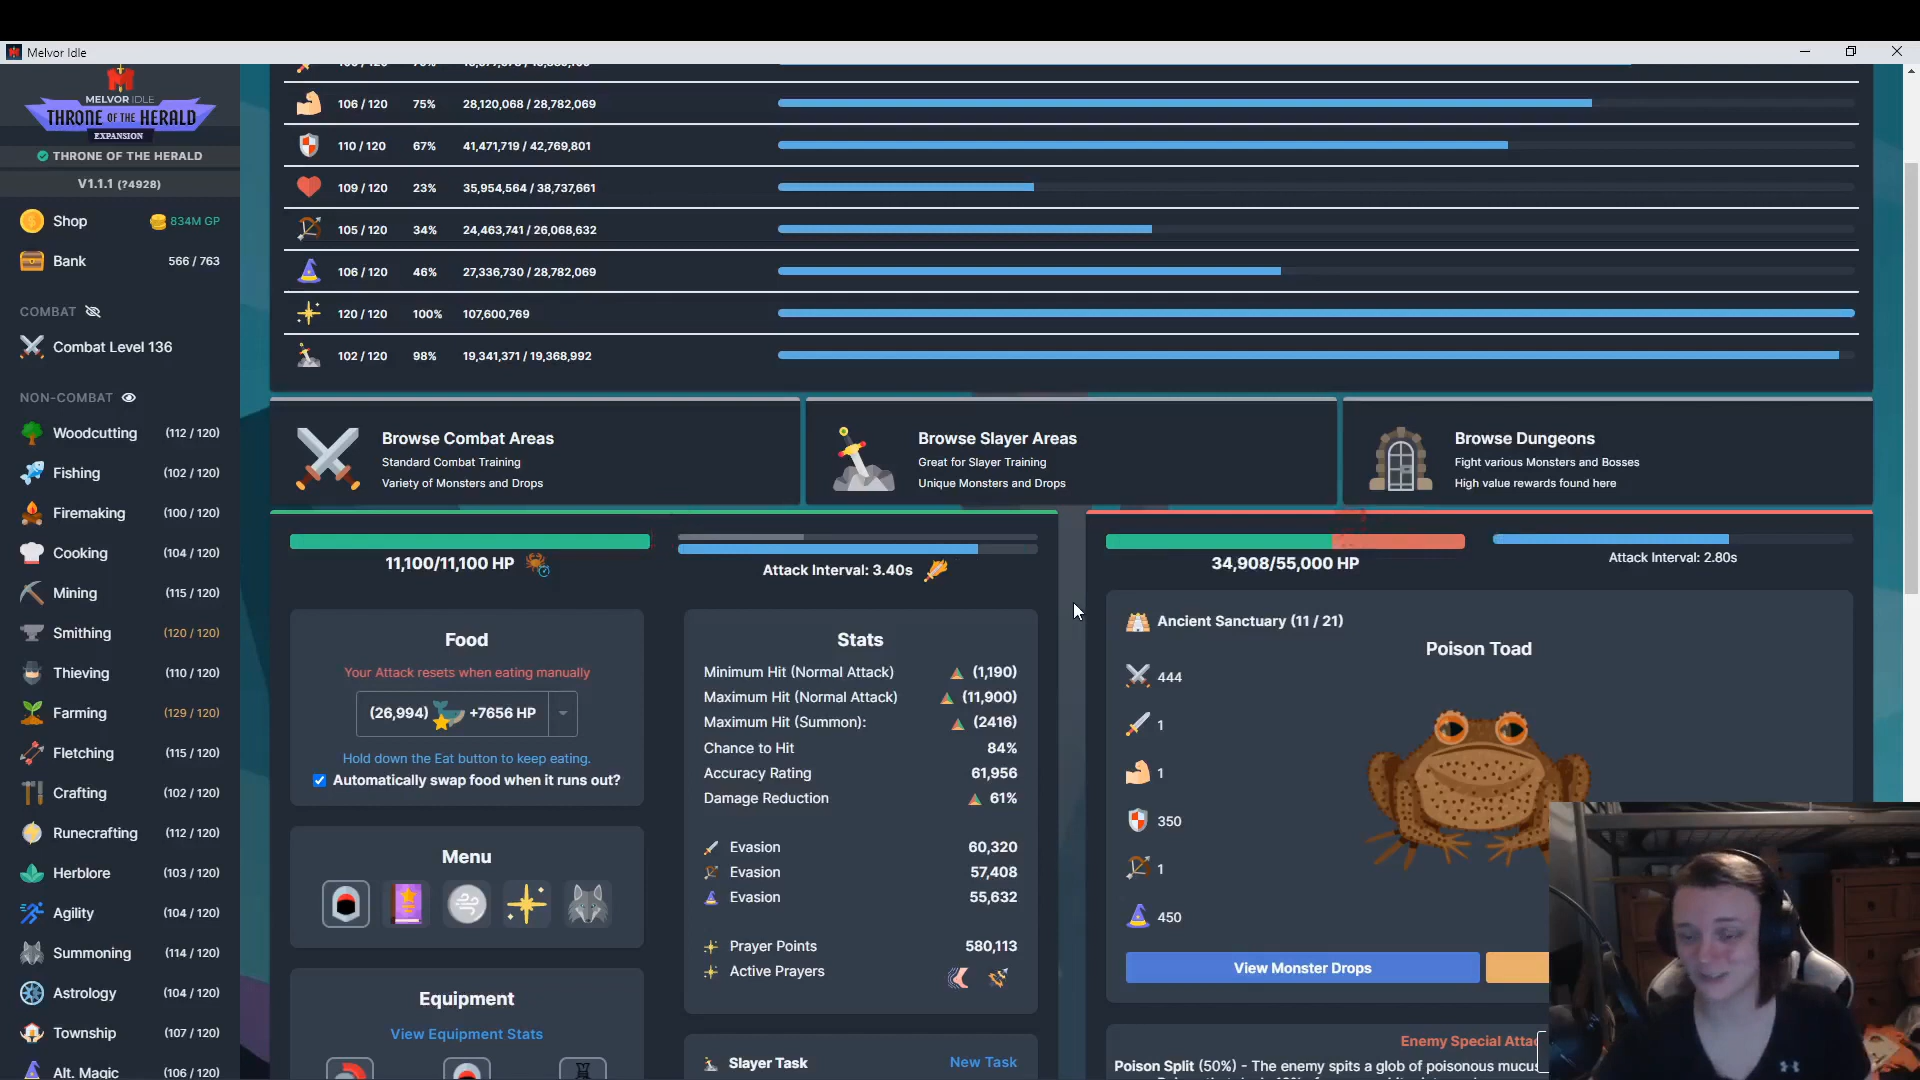 Melvor Idle
MELVOR IDLE
THRONE OF THE HERALD
EXPANSION
THRONE OF THE HERALD
V1.1.1 (?4928)
Shop 834M GP
Bank 566 / 763
COMBAT
Combat Level 136
NON-COMBAT
Woodcutting (112 / 120)
Fishing (102 / 120)
Firemaking (100 / 120)
Cooking (104 / 120)
Mining (115 / 120)
Smithing (120 / 120)
Thieving (110 / 120)
Farming (129 / 120)
Fletching (115 / 120)
Crafting (102 / 120)
Runecrafting (112 / 120)
Herblore (103 / 120)
Agility (104 / 120)
Summoning (114 / 120)
Astrology (104 / 120)
Township (107 / 120)
Alt. Magic (106 / 120)
106 / 120 75% 28,120,068 / 28,782,069
110 / 120 67% 41,471,719 / 42,769,801
109 / 120 23% 35,954,564 / 38,737,661
105 / 120 34% 24,463,741 / 26,068,632
106 / 120 46% 27,336,730 / 28,782,069
120 / 120 100% 107,600,769
102 / 120 98% 19,341,371 / 19,368,992
Browse Combat Areas
Standard Combat Training
Variety of Monsters and Drops
Browse Slayer Areas
Great for Slayer Training
Unique Monsters and Drops
Browse Dungeons
Fight various Monsters and Bosses
High value rewards found here
11,100/11,100 HP
Attack Interval: 3.40s
Food
Your Attack resets when eating manually
(26,994) +7656 HP
Hold down the Eat button to keep eating.
Automatically swap food when it runs out?
Menu
Equipment
View Equipment Stats
Stats
Minimum Hit (Normal Attack) (1,190)
Maximum Hit (Normal Attack) (11,900)
Maximum Hit (Summon): (2416)
Chance to Hit 84%
Accuracy Rating 61,956
Damage Reduction 61%
Evasion 60,320
Evasion 57,408
Evasion 55,632
Prayer Points 580,113
Active Prayers
Slayer Task New Task
34,908/55,000 HP
Attack Interval: 2.80s
Ancient Sanctuary (11 / 21)
Poison Toad
444
1
1
350
1
450
View Monster Drops
Enemy Special Attac
Poison Split (50%) - The enemy spits a glob of poisonous mucus